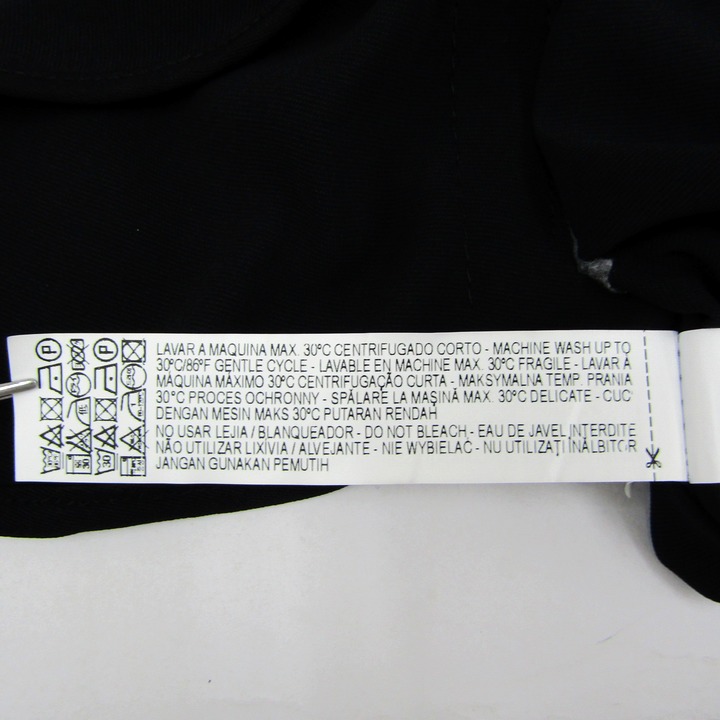 LAVAR A MAQUINA MAX. 30ºC CENTRIFUGADO CORTO - MACHINE WASH UP TO
30ºC/86ºF GENTLE CYCLE - LAVABLE EN MACHINE MAX. 30ºC FRAGILE - LAVAR À
MÁQUINA MÁXIMO 30ºC CENTRIFUGAÇÃO CURTA - MAKSYMALNA TEMP. PRANIA
30ºC PROCES OCHRONNY - SPĂLARE LA MAŞINĂ MAX. 30ºC DELICATE - CUCI
DENGAN MESIN MAKS 30ºC PUTARAN RENDAH
NO USAR LEJIA / BLANQUEADOR - DO NOT BLEACH - EAU DE JAVEL INTERDITE
NÃO UTILIZAR LIXÍVIA / ALVEJANTE - NIE WYBIELAĆ - NU UTILIZAŢI ÎNĂLBITOR
JANGAN GUNAKAN PEMUTIH